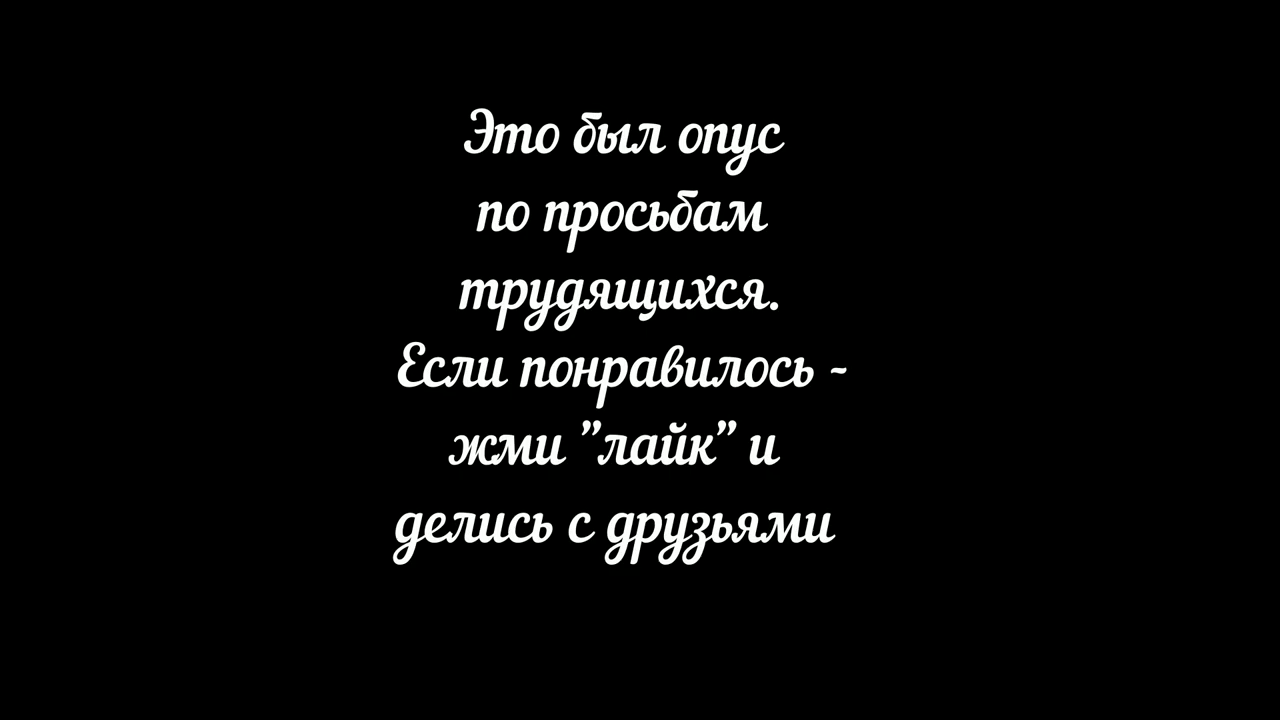 Это был опус
по просьбам
трудящихся.
Если понравилось -
жми "лайк" и
делись с друзьями